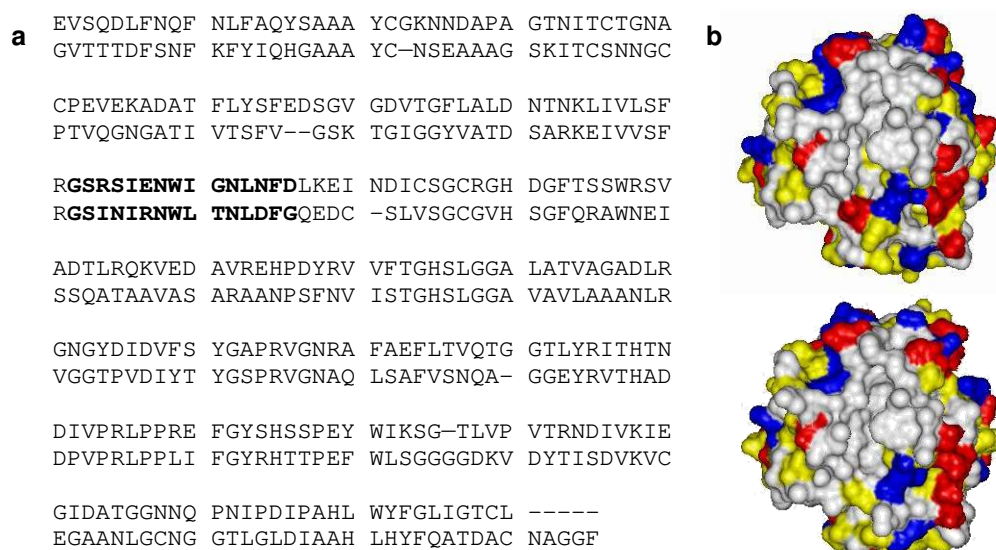 a
b
EVSQDLFNQF NLFAQYSAAA YCGKNNDAPA GTNITCTGNA
GVTTTDFSNF KFYIQHGAAA YC–NSEAAAG SKITCSNNGC
CPEVEKADAT FLYSFEDSGV GDVTGFLALD NTNKLIVLSF
PTVQGNGATI VTSFV––GSK TGIGGYVATD SARKEIVVSF
RGSRSIENWI GNLNFDLKEI NDICSGCRGH DGFTSSWRSV
RGSINIRNWL TNLDFGQEDC –SLVSGCGVH SGFQRAWNEI
ADTLRQKVED AVREHPDYRV VFTGHSLGGA LATVAGADLR
SSQATAAVAS ARAANPSFNV ISTGHSLGGA VAVLAAANLR
GNGYDIDVFS YGAPRVGNRA FAEFLTVQTG GTLYRITHTN
VGGTPVDIYT YGSPRVGNAQ LSAFVSNQA– GGEYRVTHAD
DIVPRLPPRE FGYSHSSPEY WIKSG–TLVP VTRNDIVKIE
DPVPRLPPLI FGYRHTTPEF WLSGGGGDKV DYTISDVKVC
GIDATGGNNQ PNIPDIPAHL WYFGLIGTCL –––––
EGAANLGCNG GTLGLDIAAH LHYFQATDAC NAGGF